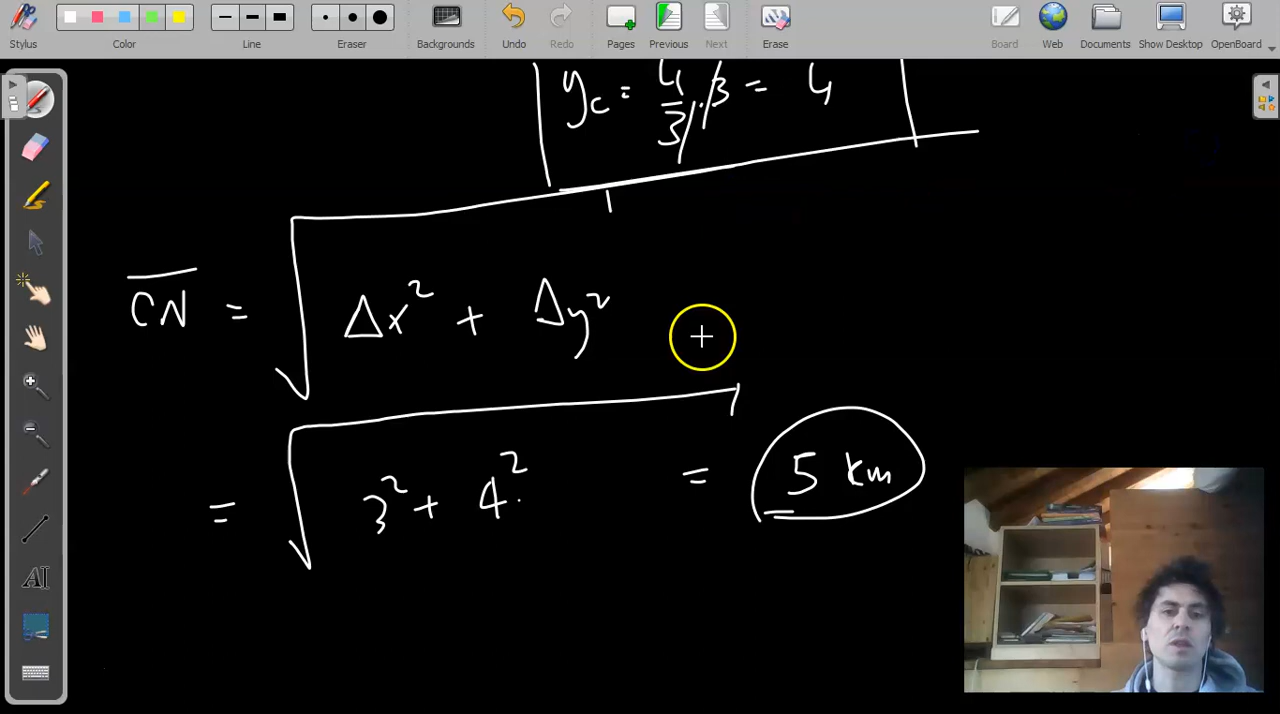 Stylus Color Line Eraser Backgrounds Undo Redo Pages Previous Next Erase Board Web Documents Show Desktop OpenBoard
y_c = 4/3 · 3 = 4
CN = √(Δx² + Δy²)
= √(3² + 4²) = 5 km
AI